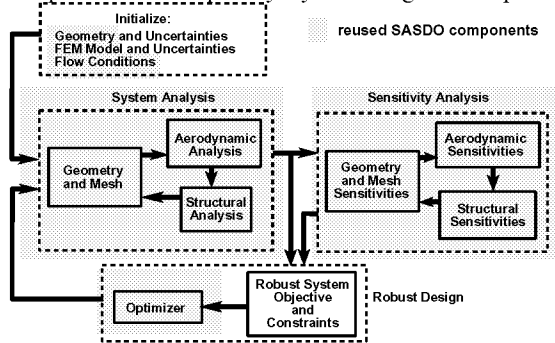 Initialize:
Geometry and Uncertainties
FEM Model and Uncertainties
Flow Conditions
reused SASDO components
System Analysis
Sensitivity Analysis
Geometry
and Mesh
Aerodynamic
Analysis
Structural
Analysis
Geometry
and Mesh
Sensitivities
Aerodynamic
Sensitivities
Structural
Sensitivities
Optimizer
Robust System
Objective
and
Constraints
Robust Design